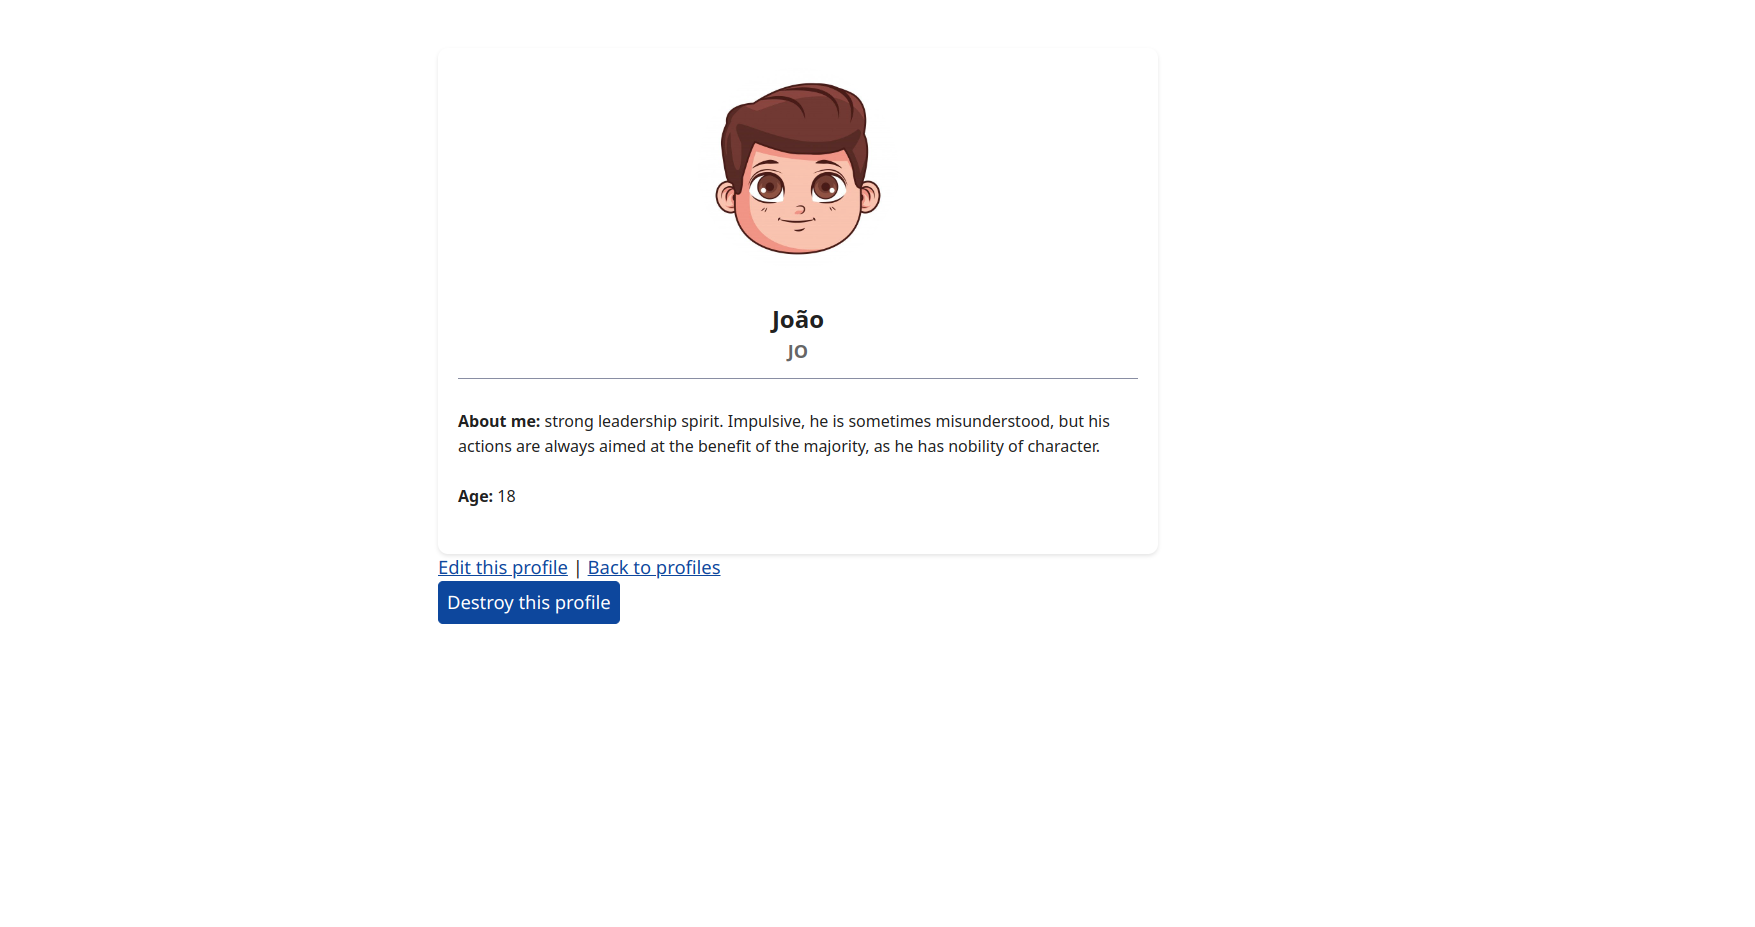 João
JO
About me: strong leadership spirit. Impulsive, he is sometimes misunderstood, but his
actions are always aimed at the benefit of the majority, as he has nobility of character.
Age: 18
Edit this profile | Back to profiles
Destroy this profile